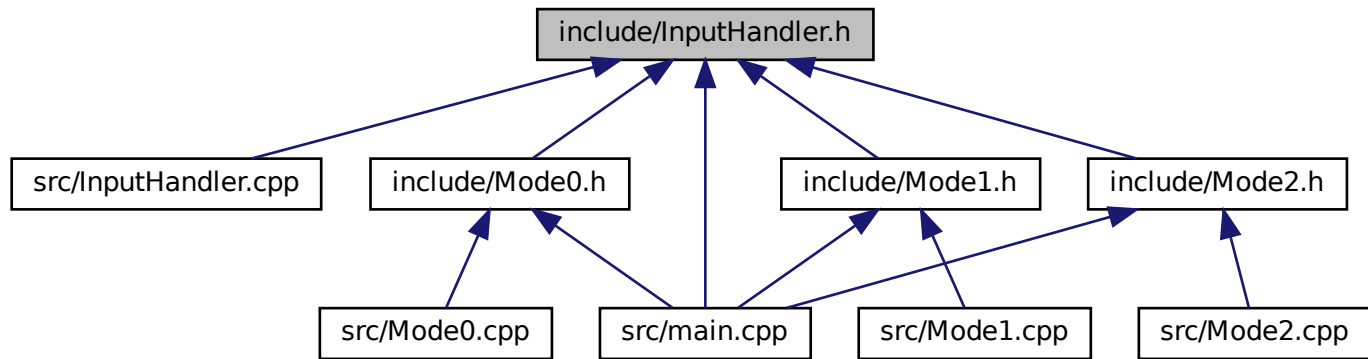 include/InputHandler.h
src/InputHandler.cpp
include/Mode0.h
include/Mode1.h
include/Mode2.h
src/Mode0.cpp
src/main.cpp
src/Mode1.cpp
src/Mode2.cpp